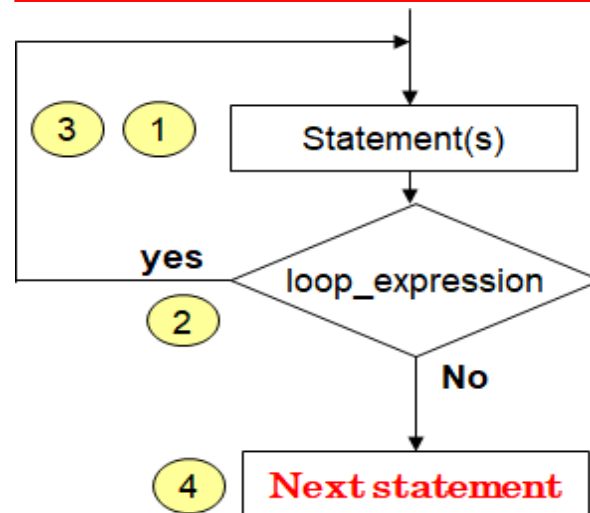 3 1 Statement(s)
yes loop_expression
2
No
4 Next statement